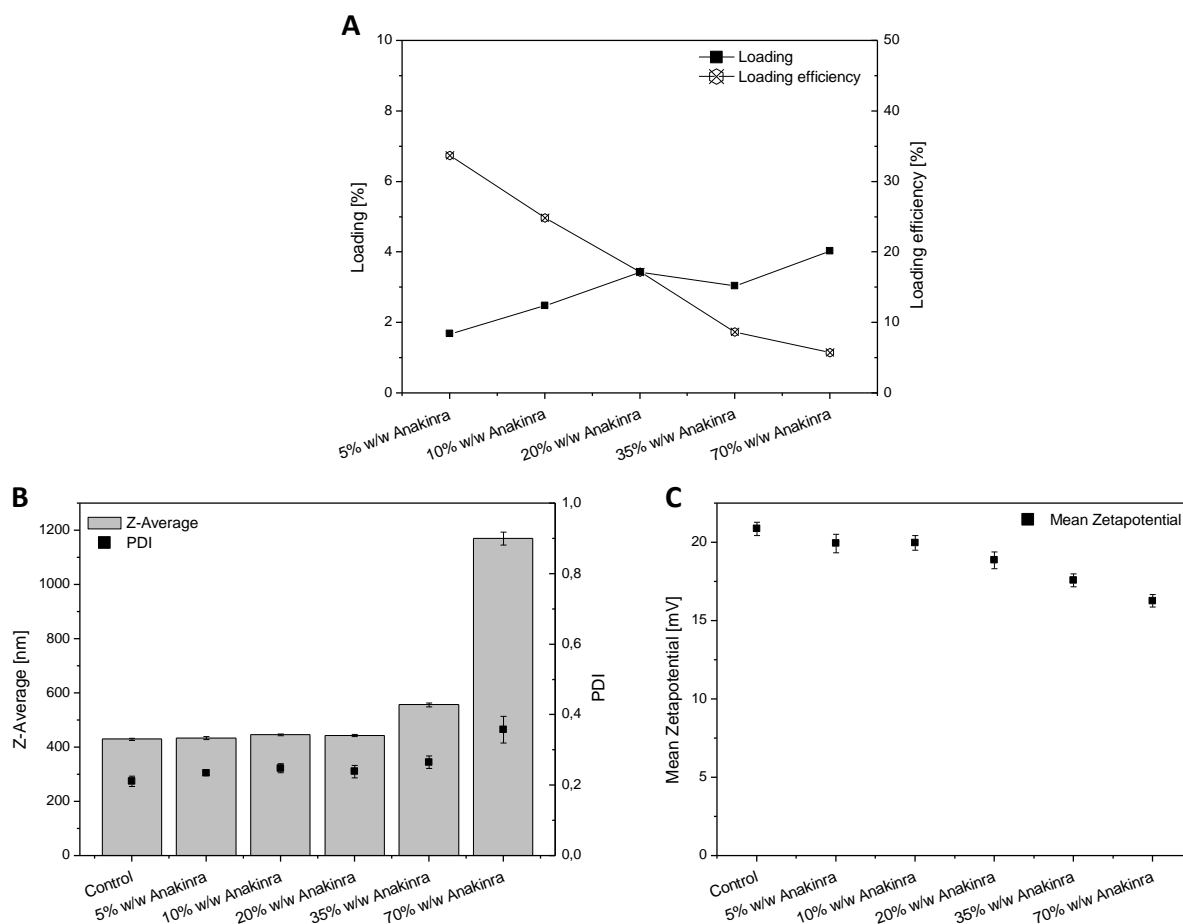 A
Loading
Loading efficiency
Loading [%]
10
8
6
4
2
0
50
40
30
20
10
0
Loading efficiency [%]
5% w/w Anakinra
10% w/w Anakinra
20% w/w Anakinra
35% w/w Anakinra
70% w/w Anakinra
B
Z-Average
PDI
Z-Average [nm]
1200
1000
800
600
400
200
0
1,0
0,8
0,6
0,4
0,2
0,0
PDI
Control
5% w/w Anakinra
10% w/w Anakinra
20% w/w Anakinra
35% w/w Anakinra
70% w/w Anakinra
C
Mean Zetapotential
Mean Zetapotential [mV]
20
15
10
5
0
Control
5% w/w Anakinra
10% w/w Anakinra
20% w/w Anakinra
35% w/w Anakinra
70% w/w Anakinra